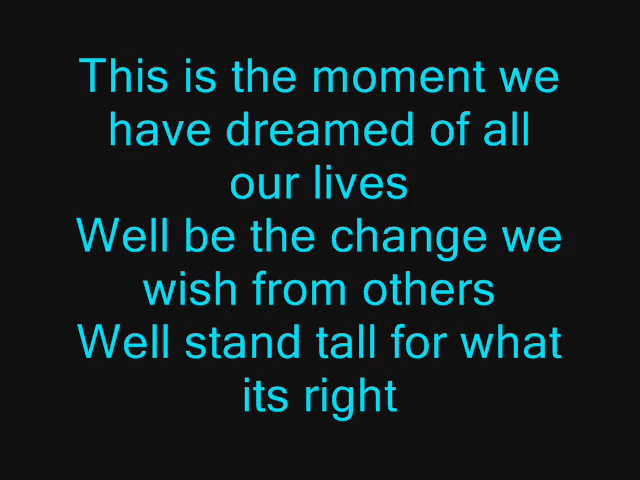 This is the moment we
have dreamed of all
our lives
Well be the change we
wish from others
Well stand tall for what
its right